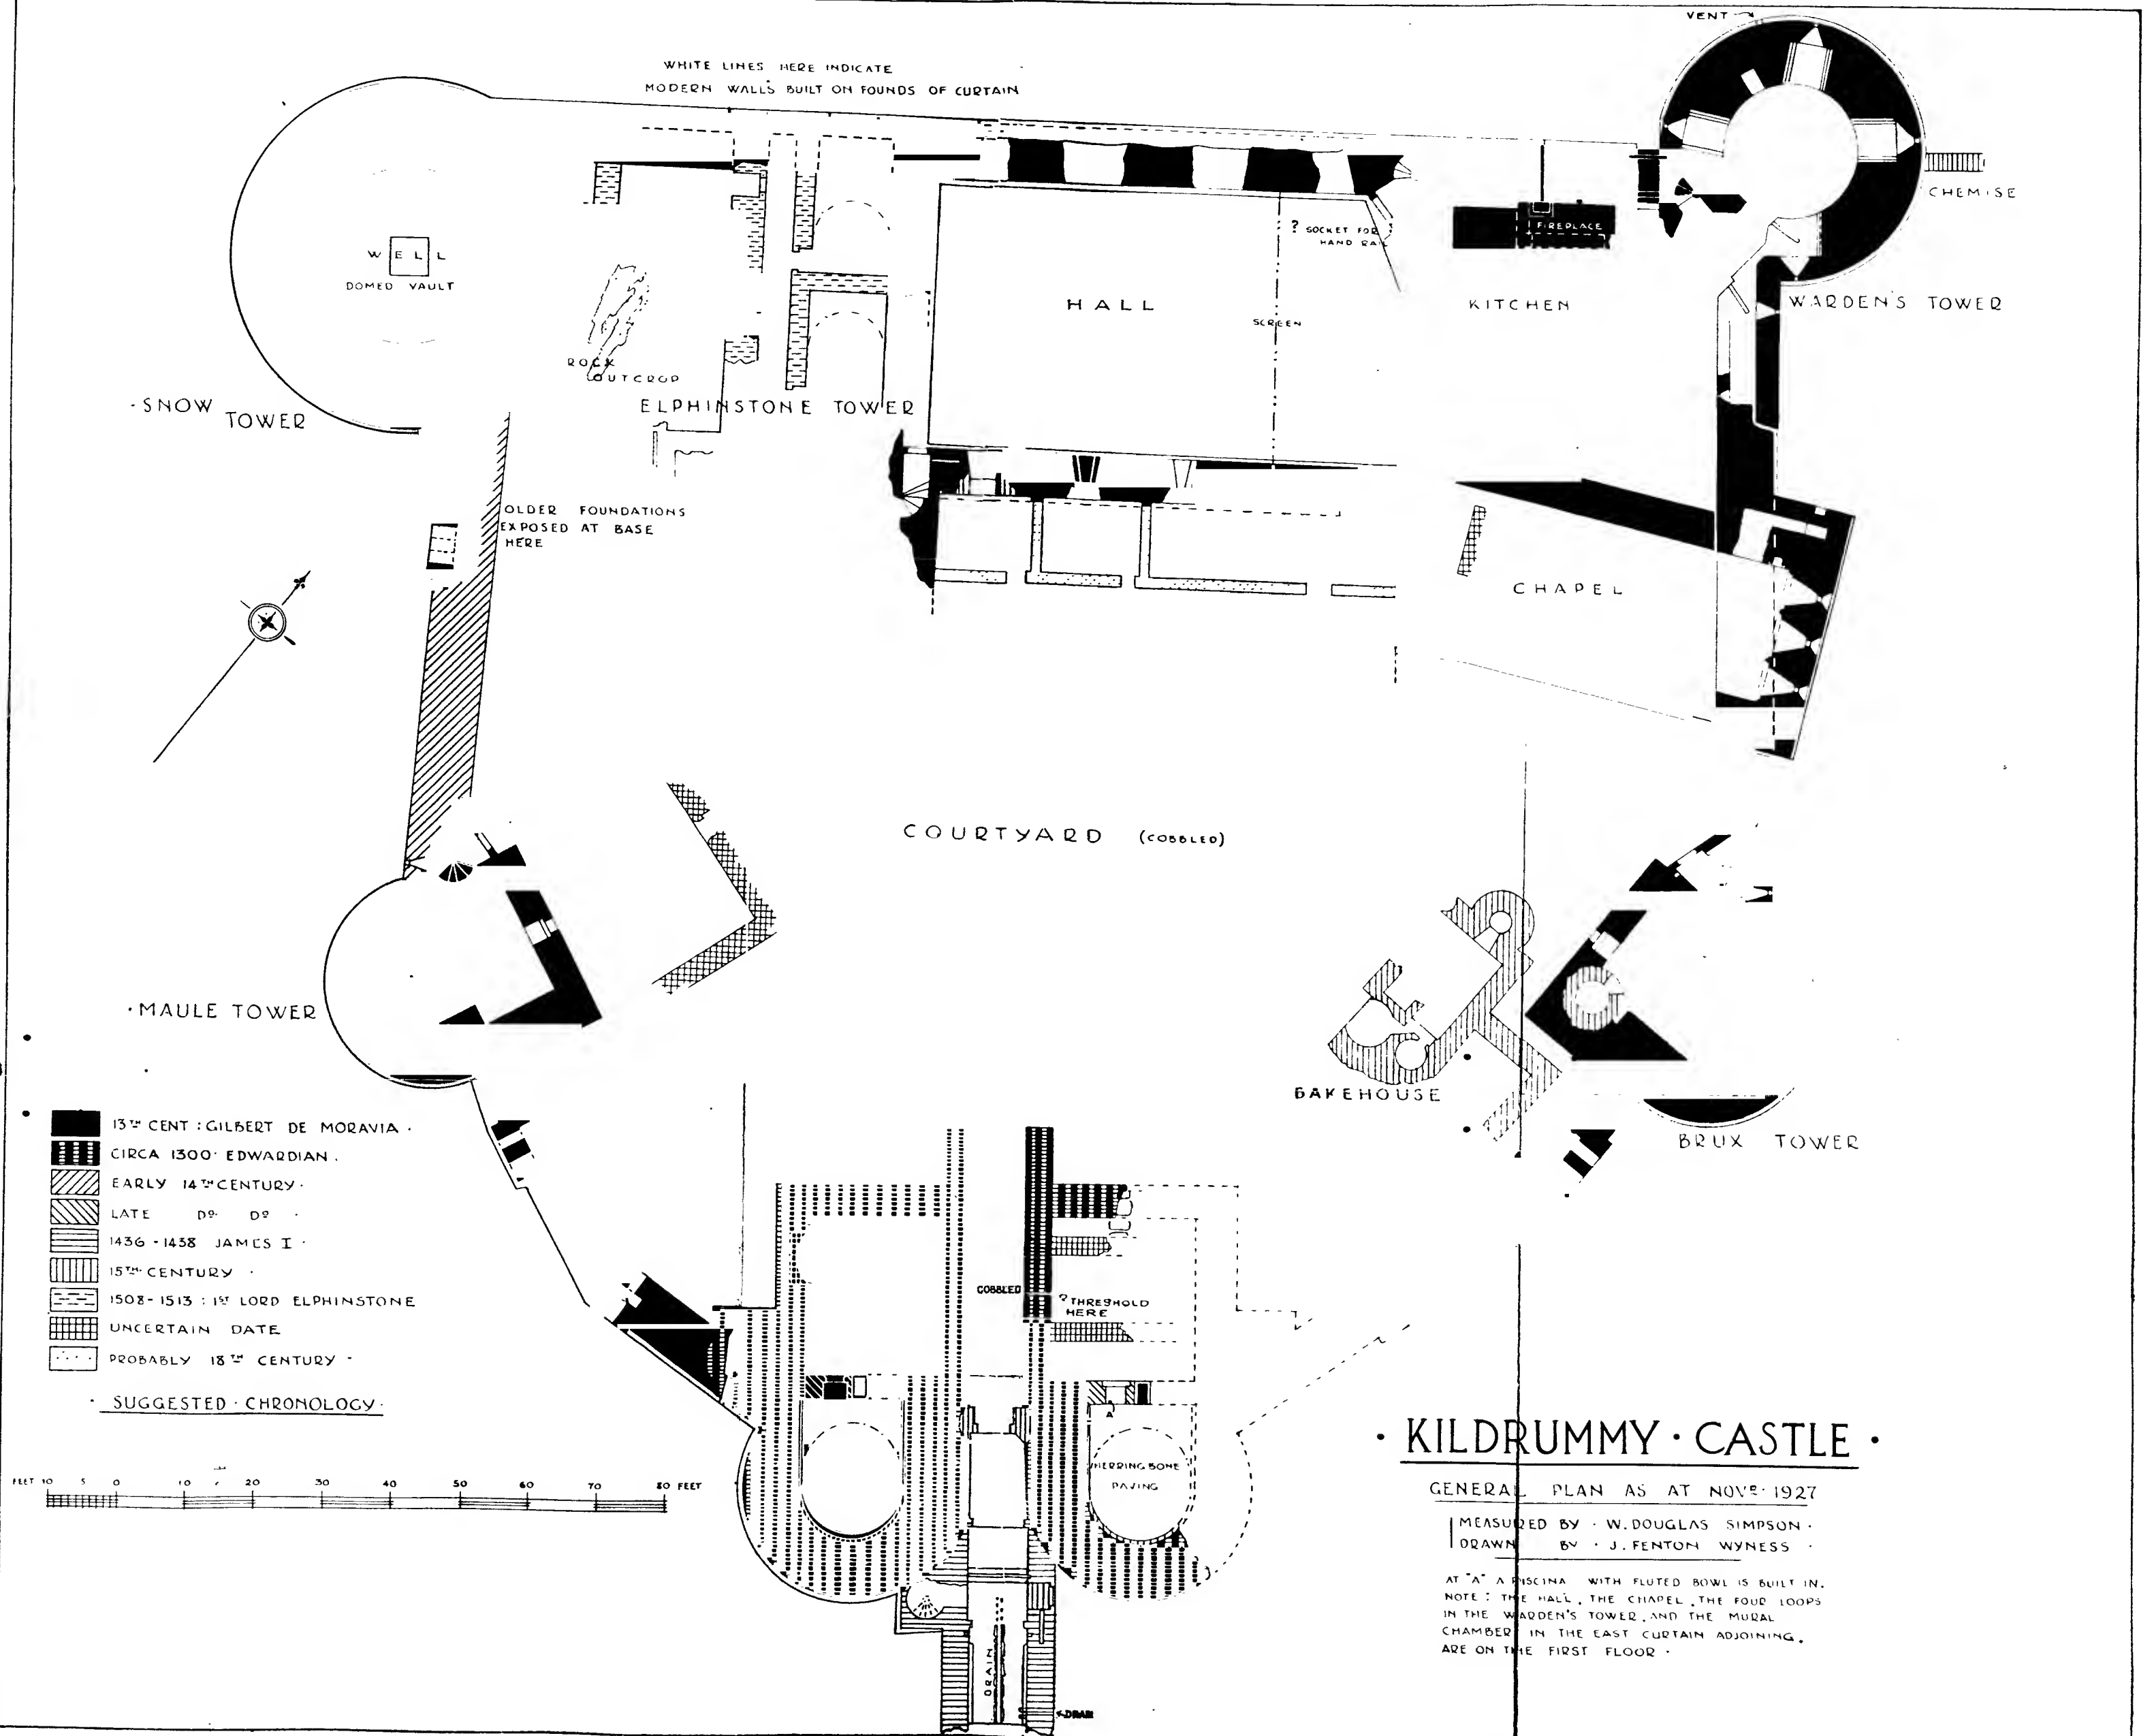 VENT
WHITE LINES HERE INDICATE
MODERN WALLS BUILT ON FOUNDS OF CURTAIN
CHEMISE
WELL
DOMED VAULT
? SOCKET FOR
HAND RAIL
FIREPLACE
HALL
SCREEN
KITCHEN
WARDEN'S TOWER
ROCK
OUTCROP
·SNOW
TOWER
ELPHINSTONE TOWER
OLDER FOUNDATIONS
EXPOSED AT BASE
HERE
CHAPEL
COURTYARD (COBBLED)
·MAULE TOWER
BAKEHOUSE
BRUX TOWER
13TH CENT : GILBERT DE MORAVIA ·
CIRCA 1300· EDWARDIAN .
EARLY 14TH CENTURY ·
LATE DO. DO ·
1436 - 1438 JAMES I ·
15TH CENTURY ·
1508 - 1513 : 1ST LORD ELPHINSTONE
UNCERTAIN DATE
PROBABLY 18TH CENTURY -
· SUGGESTED · CHRONOLOGY ·
FEET 10 5 0 10 20 30 40 50 60 70 80 FEET
COBBLED
? THRESHOLD
HERE
A
HERRING BONE
PAVING
DRAIN
DRAIN
· KILDRUMMY · CASTLE ·
GENERAL PLAN AS AT NOVR· 1927
MEASURED BY · W. DOUGLAS SIMPSON ·
DRAWN BY · J. FENTON WYNESS ·
AT "A" A PISCINA WITH FLUTED BOWL IS BUILT IN.
NOTE : THE HALL, THE CHAPEL, THE FOUR LOOPS
IN THE WARDEN'S TOWER, AND THE MURAL
CHAMBER IN THE EAST CURTAIN ADJOINING,
ARE ON THE FIRST FLOOR ·